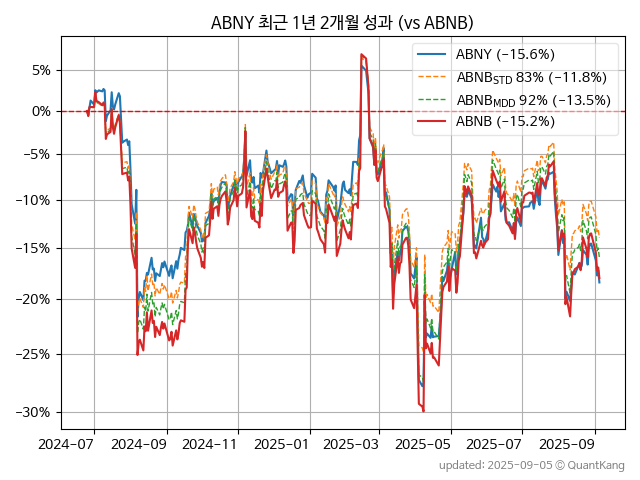 ABNY 최근 1년 2개월 성과 (vs ABNB)
ABNY (−15.6%)
ABNB_STD 83% (−11.8%)
ABNB_MDD 92% (−13.5%)
ABNB (−15.2%)
5%
0%
−5%
−10%
−15%
−20%
−25%
−30%
2024-07 2024-09 2024-11 2025-01 2025-03 2025-05 2025-07 2025-09
updated: 2025-09-05 © QuantKang